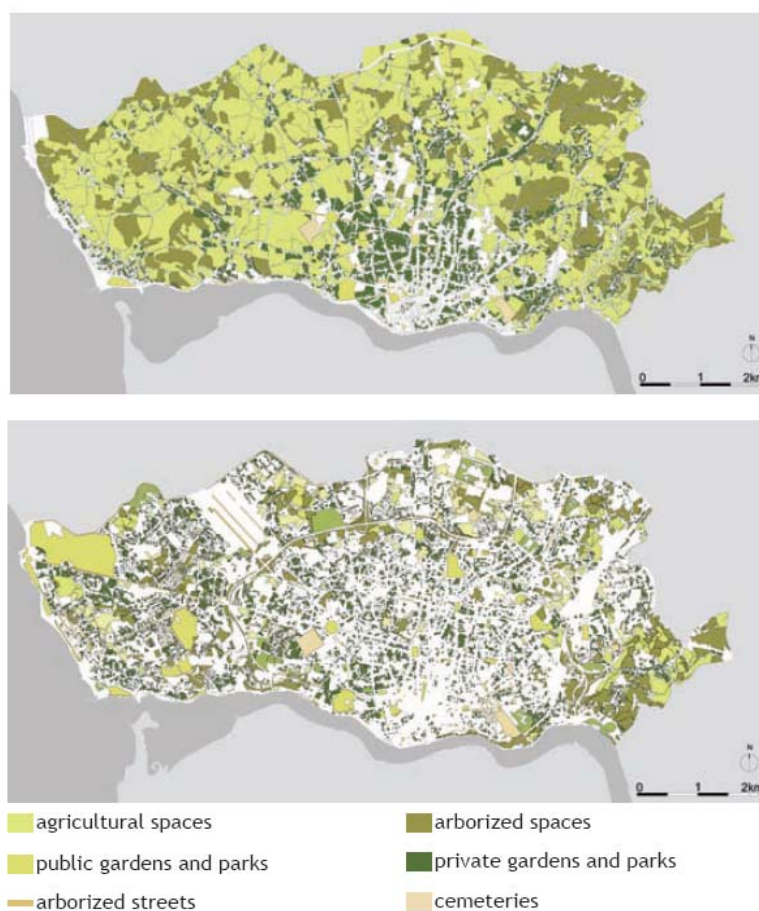 N
0 1 2km
N
0 1 2km
agricultural spaces
arborized spaces
public gardens and parks
private gardens and parks
arborized streets
cemeteries